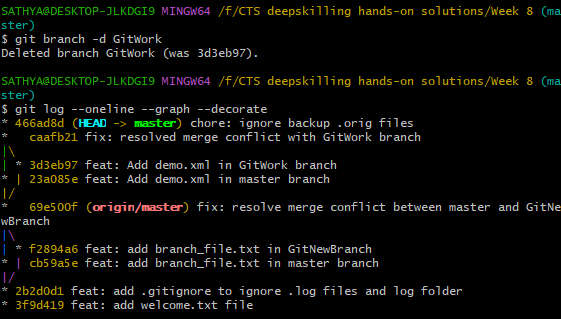 SATHYA@DESKTOP-JLKDGI9 MINGW64 /f/CTS deepskilling hands-on solutions/Week 8 (ma
ster)
$ git branch -d GitWork
Deleted branch GitWork (was 3d3eb97).

SATHYA@DESKTOP-JLKDGI9 MINGW64 /f/CTS deepskilling hands-on solutions/Week 8 (ma
ster)
$ git log --oneline --graph --decorate
* 466ad8d (HEAD -> master) chore: ignore backup .orig files
*   caafb21 fix: resolved merge conflict with GitWork branch
|\
| * 3d3eb97 feat: Add demo.xml in GitWork branch
* | 23a085e feat: Add demo.xml in master branch
|/
*   69e500f (origin/master) fix: resolve merge conflict between master and GitNe
wBranch
|\
| * f2894a6 feat: add branch_file.txt in GitNewBranch
* | cb59a5e feat: add branch_file.txt in master branch
|/
* 2b2d0d1 feat: add .gitignore to ignore .log files and log folder
* 3f9d419 feat: add welcome.txt file